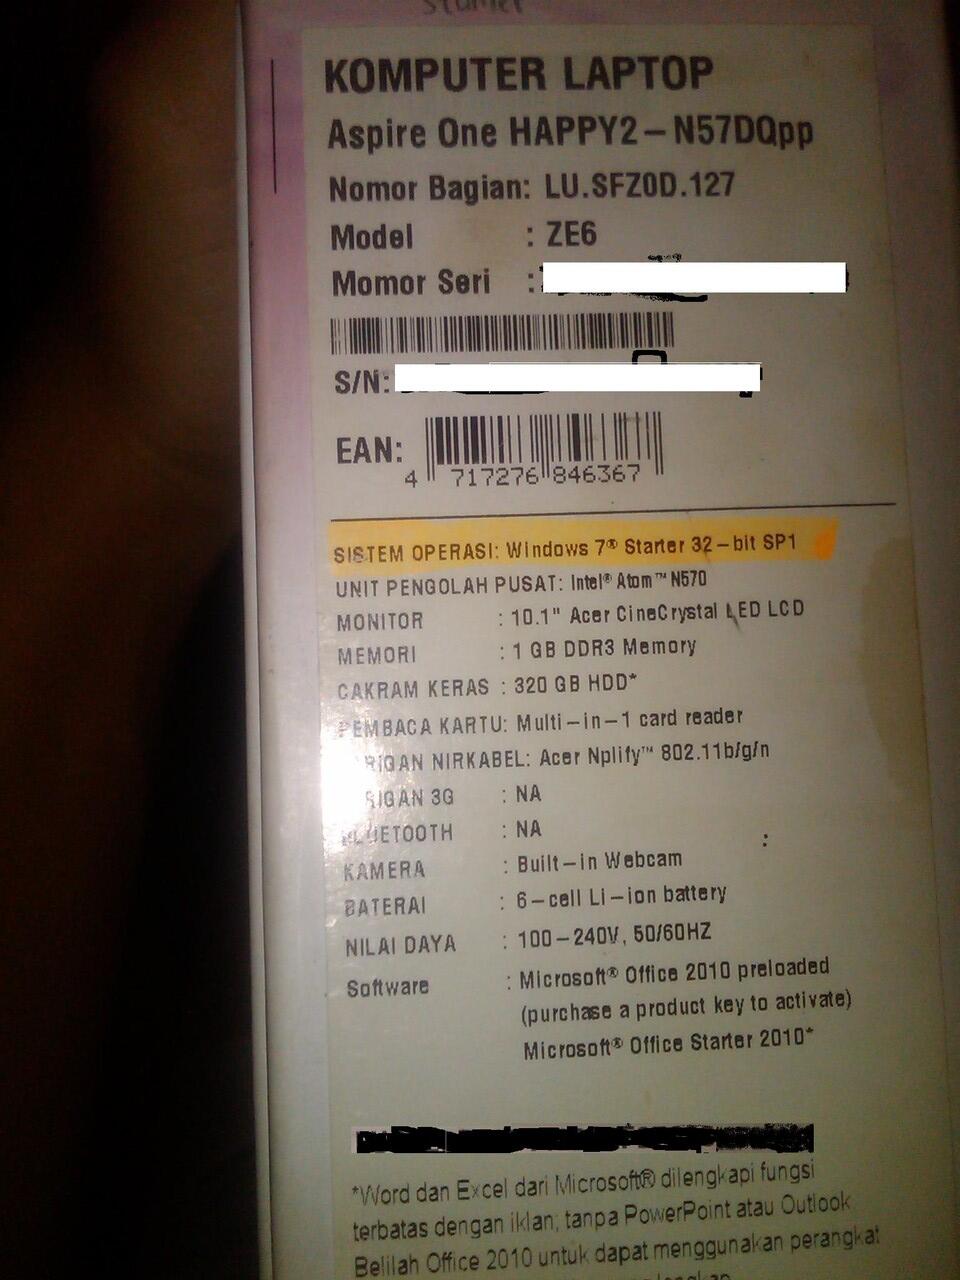 KOMPUTER LAPTOP
Aspire One HAPPY2-N57DQpp
Nomor Bagian: LU.SFZ0D.127
Model : ZE6
Momor Seri :
S/N:
EAN:
4 717276 846367
SISTEM OPERASI: Windows 7® Starter 32-bit SP1
UNIT PENGOLAH PUSAT: Intel® Atom™ N570
MONITOR : 10.1" Acer CineCrystal LED LCD
MEMORI : 1 GB DDR3 Memory
CAKRAM KERAS : 320 GB HDD*
PEMBACA KARTU: Multi-in-1 card reader
NIRKABEL: Acer Nplify™ 802.11b/g/n
3G : NA
BLUETOOTH : NA
KAMERA : Built-in Webcam
BATERAI : 6-cell Li-ion battery
NILAI DAYA : 100-240V, 50/60HZ
Software : Microsoft® Office 2010 preloaded
(purchase a product key to activate)
Microsoft® Office Starter 2010*
*Word dan Excel dari Microsoft® dilengkapi fungsi
terbatas dengan iklan; tanpa PowerPoint atau Outlook
Belilah Office 2010 untuk dapat menggunakan perangkat